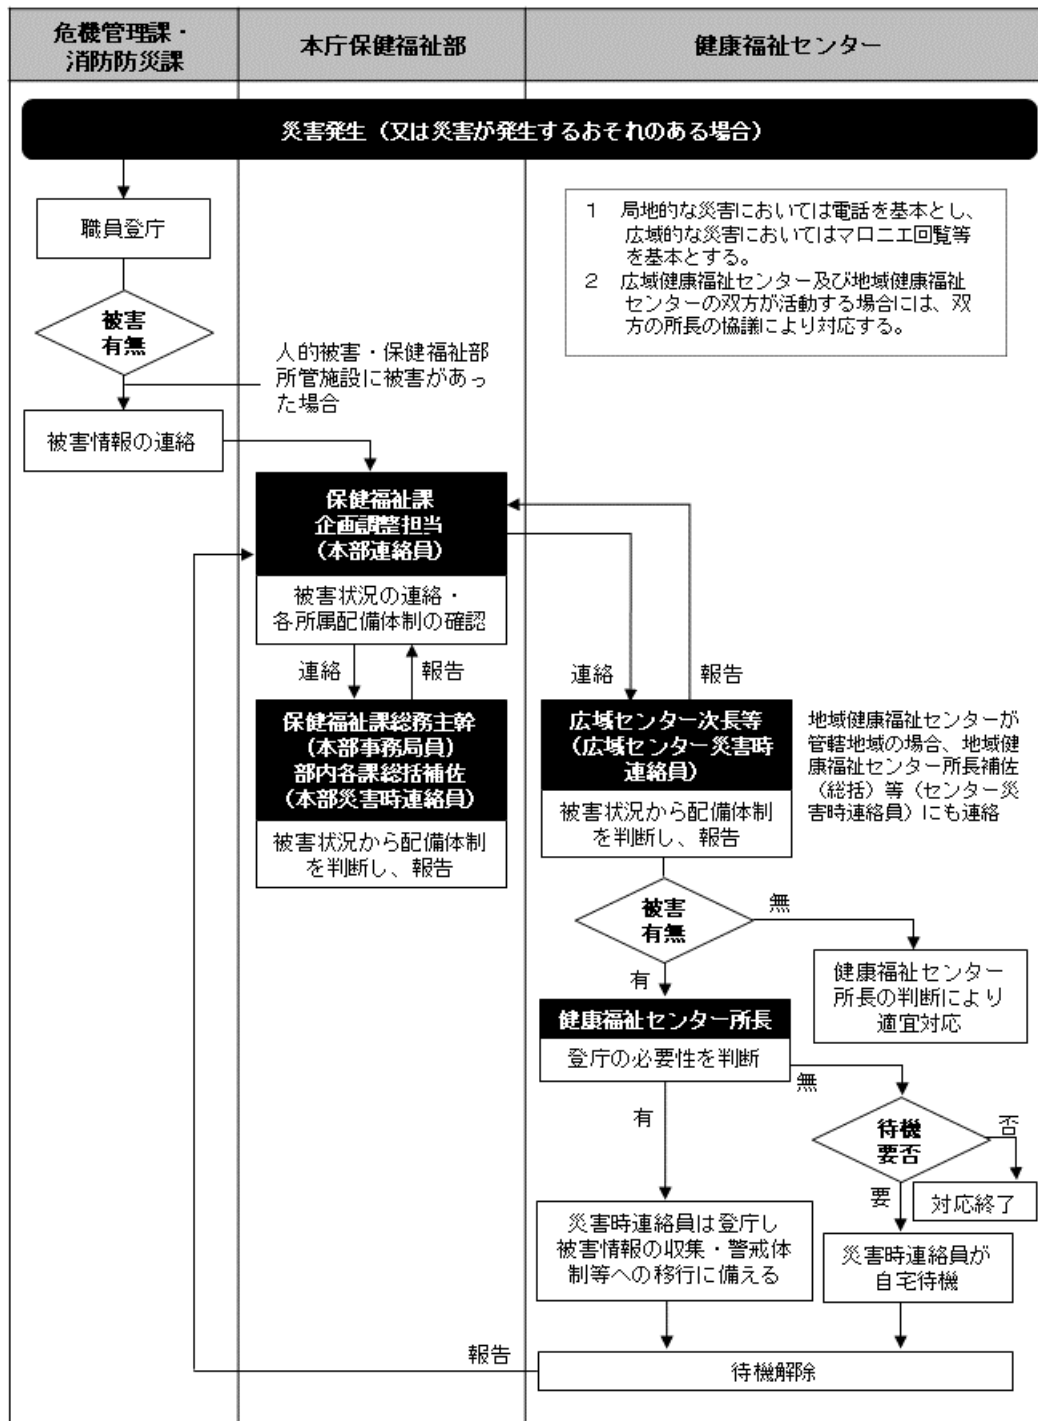 危機管理課・
消防防災課
本庁保健福祉部
健康福祉センター
災害発生（又は災害が発生するおそれのある場合）
職員登庁
１　局地的な災害においては電話を基本とし、
広域的な災害においてはマロニエ回覧等
を基本とする。
２　広域健康福祉センター及び地域健康福祉
センターの双方が活動する場合には、双
方の所長の協議により対応する。
被害
有無
人的被害・保健福祉部
所管施設に被害があっ
た場合
被害情報の連絡
保健福祉課
企画調整担当
（本部連絡員）
被害状況の連絡・
各所属配備体制の確認
連絡
報告
連絡
報告
保健福祉課総務主幹
（本部事務局員）
部内各課総括補佐
（本部災害時連絡員）
被害状況から配備体制
を判断し、報告
広域センター次長等
（広域センター災害時
連絡員）
被害状況から配備体制
を判断し、報告
地域健康福祉センターが
管轄地域の場合、地域健
康福祉センター所長補佐
（総括）等（センター災
害時連絡員）にも連絡
被害
有無
無
有
健康福祉センター
所長の判断により
適宜対応
健康福祉センター所長
登庁の必要性を判断
無
有
待機
要否
否
要
対応終了
災害時連絡員は登庁し
被害情報の収集・警戒体
制等への移行に備える
災害時連絡員が
自宅待機
報告
待機解除